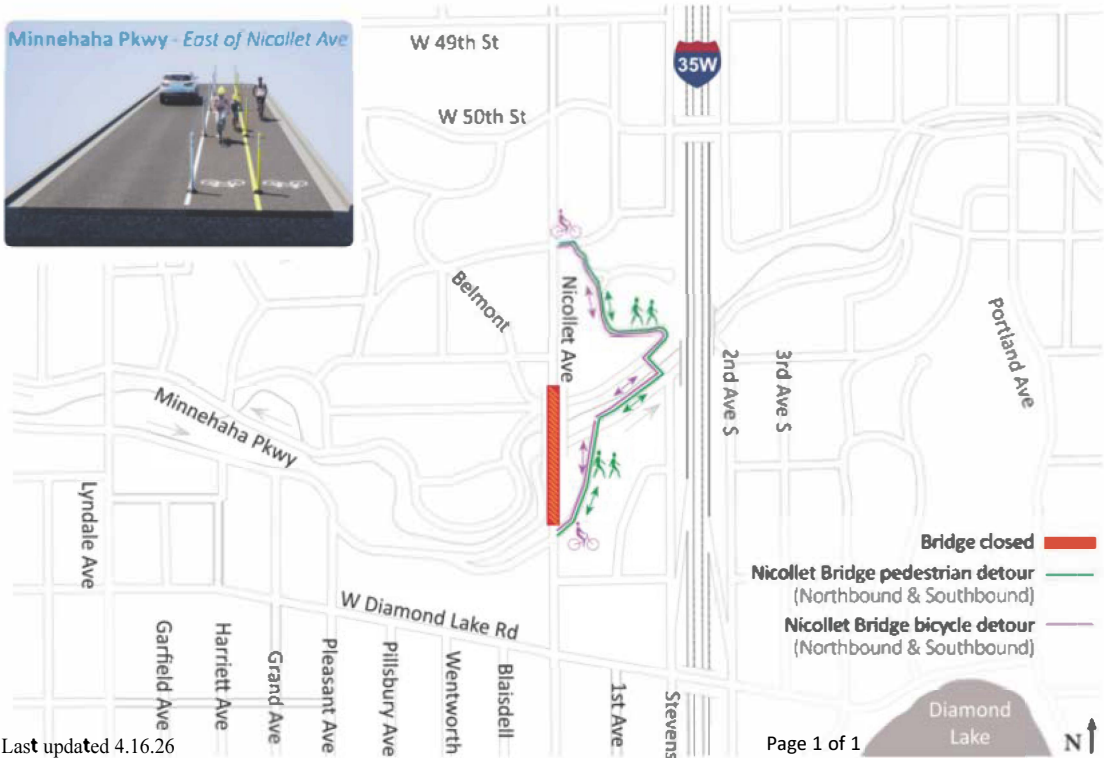 Minnehaha Pkwy - East of Nicollet Ave
W 49th St
35W
W 50th St
Belmont
Nicollet Ave
Portland Ave
2nd Ave S
3rd Ave S
Minnehaha Pkwy
Lyndale Ave
Bridge closed
Nicollet Bridge pedestrian detour
(Northbound & Southbound)
Nicollet Bridge bicycle detour
(Northbound & Southbound)
W Diamond Lake Rd
Garfield Ave
Harriett Ave
Grand Ave
Pleasant Ave
Pillsbury Ave
Wentworth
Blaisdell
1st Ave
Stevens
Diamond
Lake
Last updated 4.16.26
Page 1 of 1
N